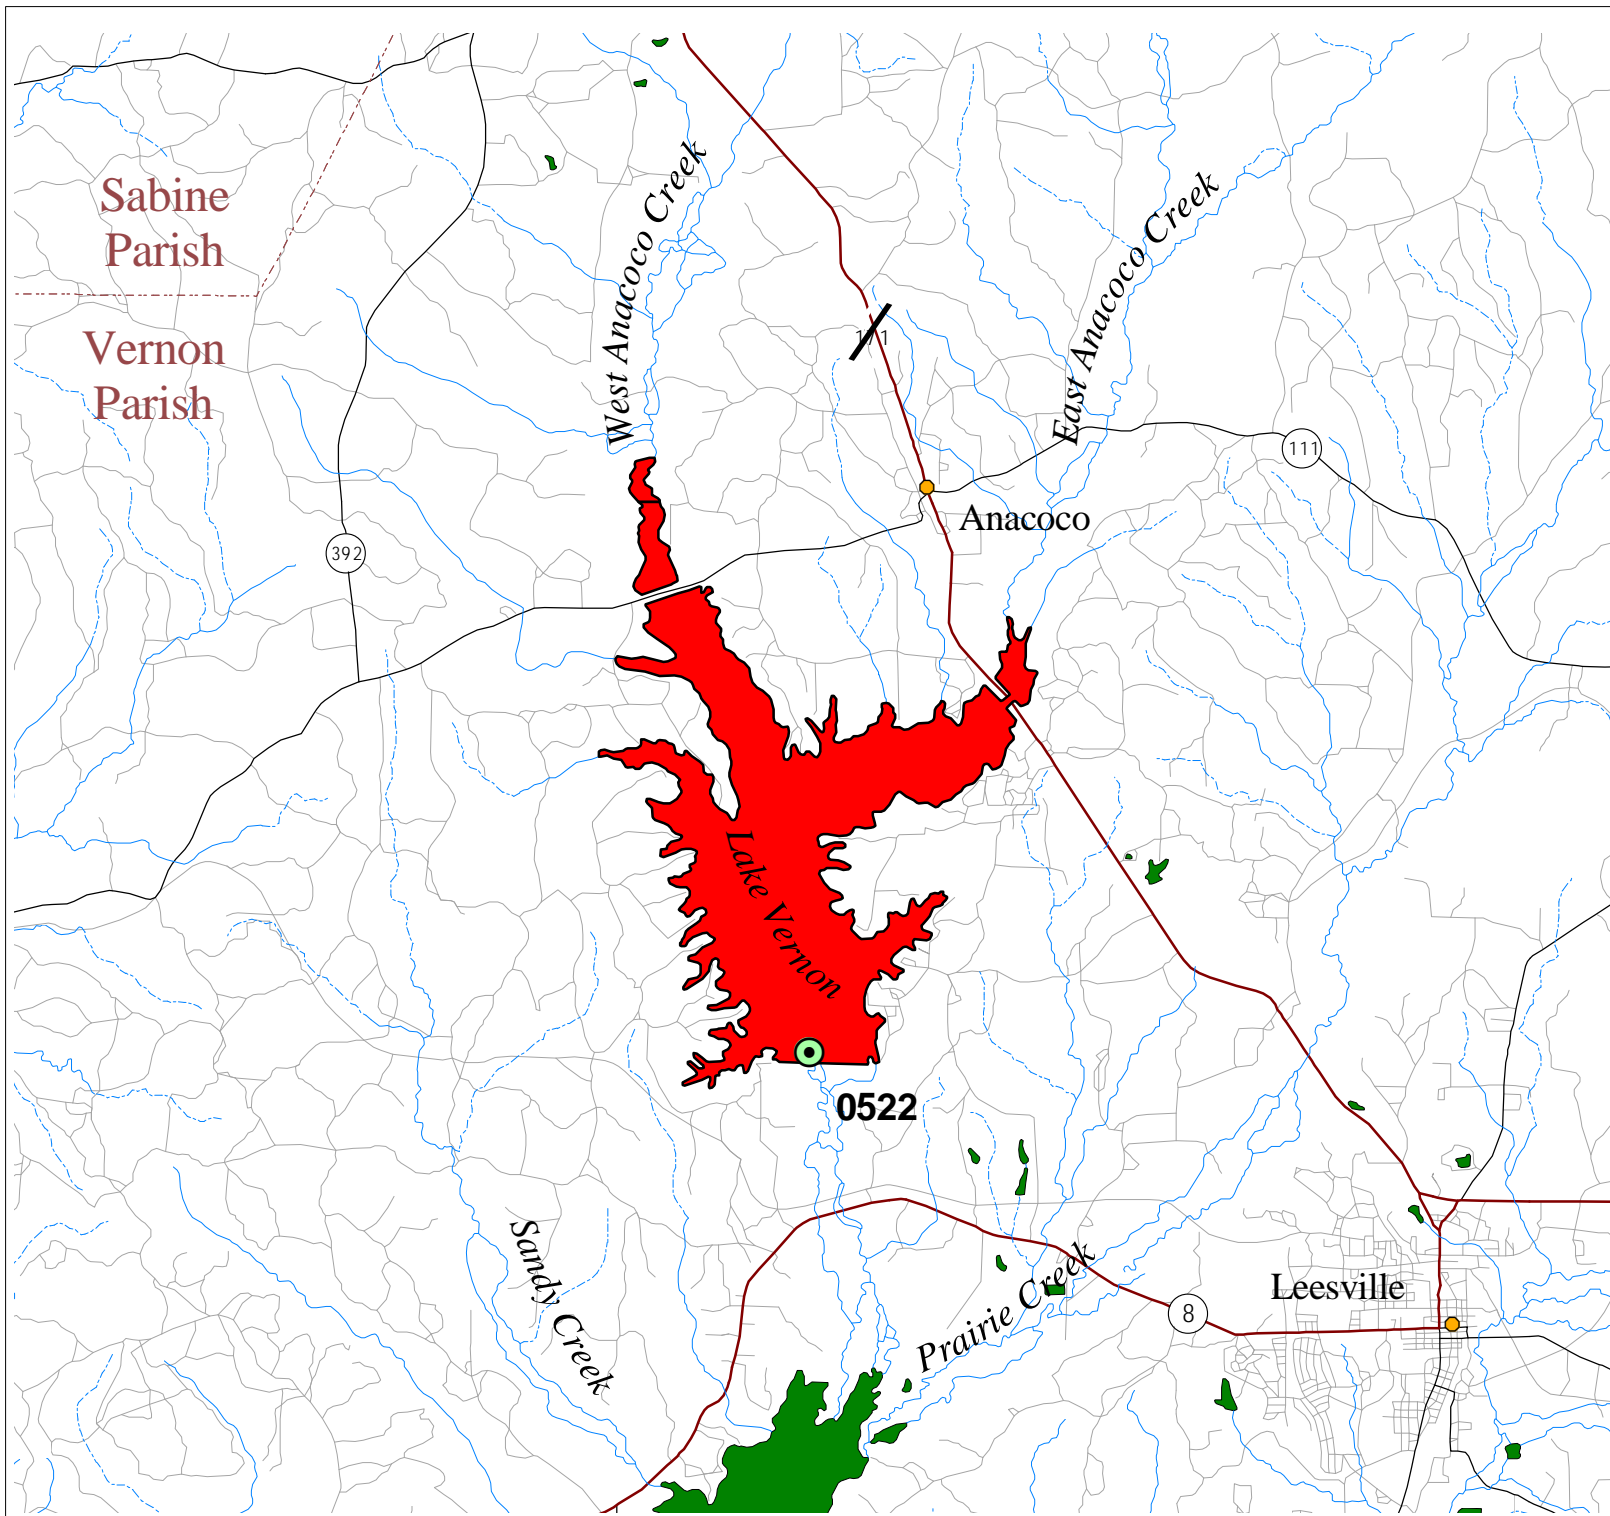 West Anacoco Creek
East Anacoco Creek
Sabine
Parish
Vernon
Parish
171
111
Anacoco
392
Lake Vernon
0522
Sandy Creek
Prairie Creek
Leesville
8